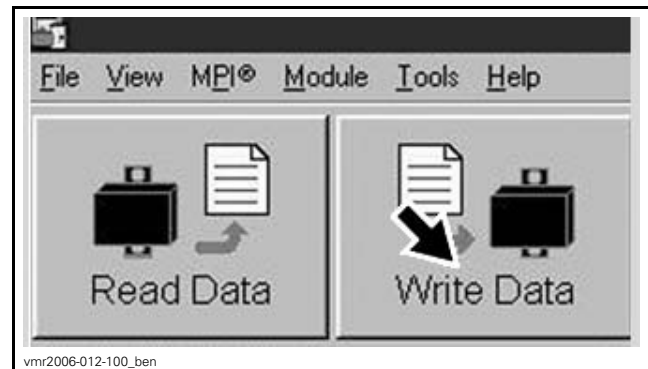 File View MPI® Module Tools Help
Read Data Write Data
vmr2006-012-100_ben